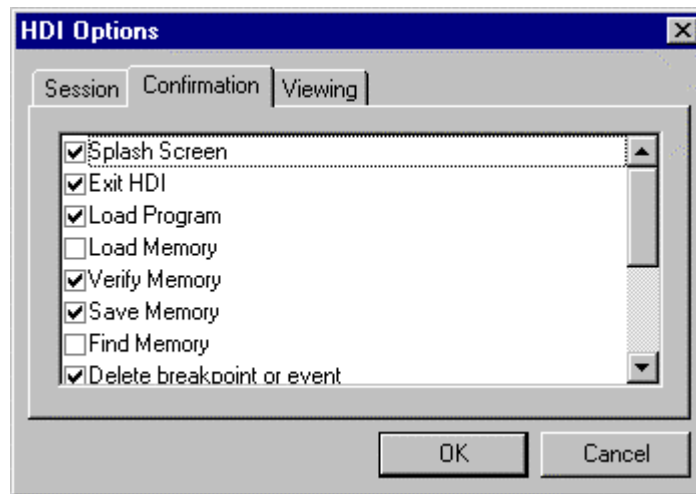 HDI Options
Session Confirmation Viewing
Splash Screen
Exit HDI
Load Program
Load Memory
Verify Memory
Save Memory
Find Memory
Delete breakpoint or event
OK Cancel